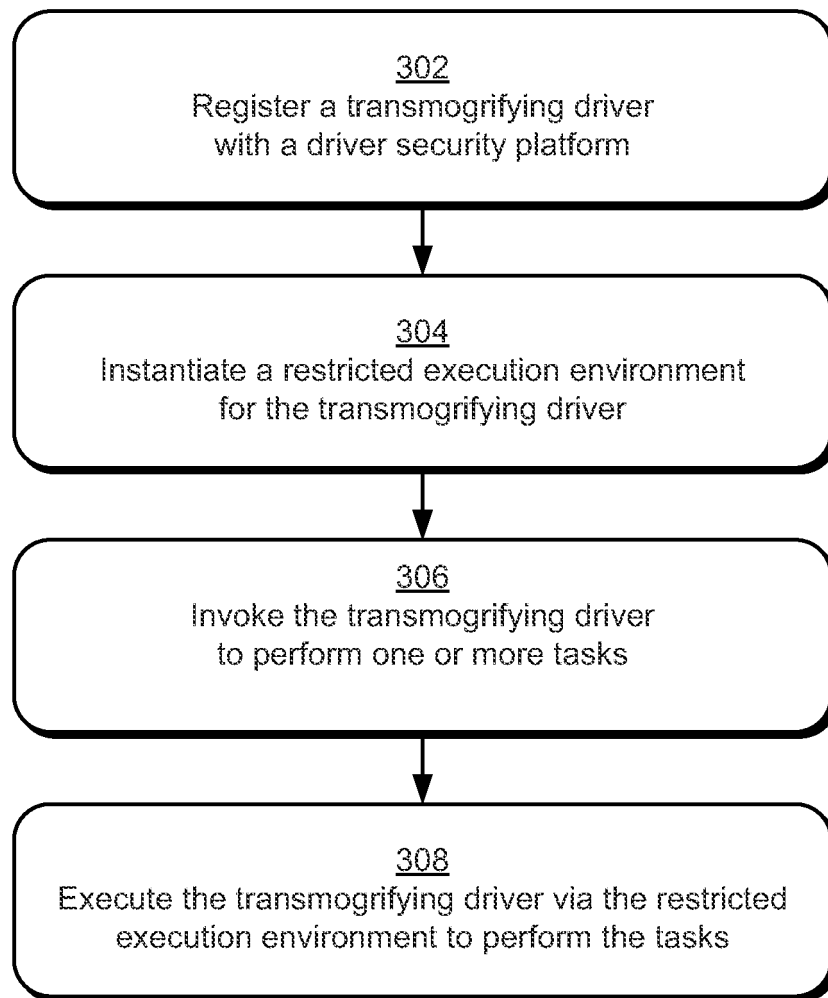 302
Register a transmogrifying driver
with a driver security platform
304
Instantiate a restricted execution environment
for the transmogrifying driver
306
Invoke the transmogrifying driver
to perform one or more tasks
308
Execute the transmogrifying driver via the restricted
execution environment to perform the tasks